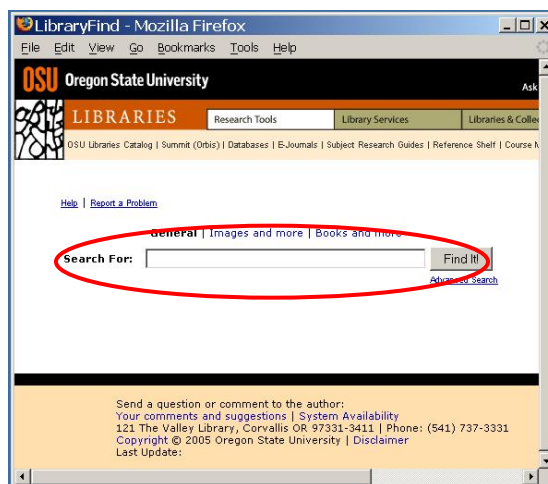 LibraryFind - Mozilla Firefox
File Edit View Go Bookmarks Tools Help
OSU Oregon State University
Ask
LIBRARIES Research Tools Library Services Libraries & Colle
OSU Libraries Catalog | Summit (Orbis) | Databases | E-Journals | Subject Research Guides | Reference Shelf | Course
Help | Report a Problem
General | Images and more | Books and more
Search For: Find It!
Advanced Search
Send a question or comment to the author:
Your comments and suggestions | System Availability
121 The Valley Library, Corvallis OR 97331-3411 | Phone: (541) 737-3331
Copyright © 2005 Oregon State University | Disclaimer
Last Update: